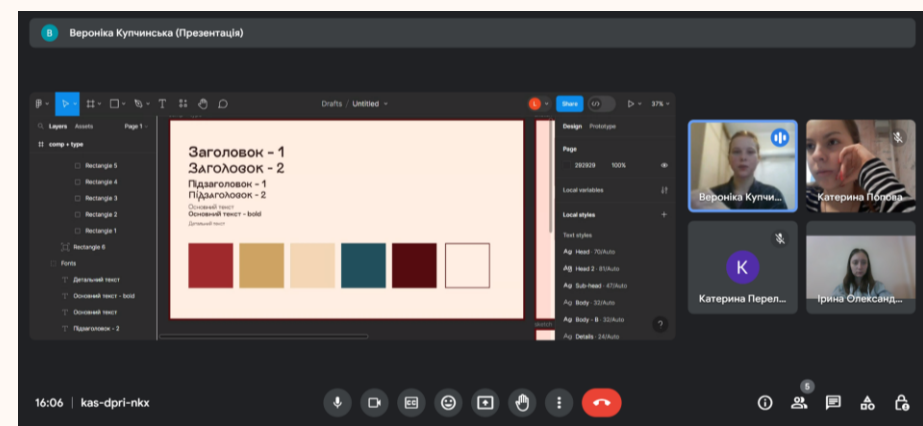 В Вероніка Купчинська (Презентація)
Drafts / Untitled
L
Share
37%
Layers Assets Page 1
comp + type
Rectangle 5
Rectangle 4
Rectangle 3
Rectangle 2
Rectangle 1
Rectangle 6
Fonts
Детальний текст
Основний текст - bold
Основний текст
Підзаголовок - 2
Заголовок - 1
Заголовок - 2
Підзаголовок - 1
Підзаголовок - 2
Основний текст
Основний текст - bold
Детальний текст
sketch
Design Prototype
Page
292929 100%
Local variables
Local styles
Text styles
Ag Head · 70/Auto
Ag Head 2 · 81/Auto
Ag Sub-head · 47/Auto
Ag Body · 32/Auto
Ag Body - B · 32/Auto
Ag Details · 24/Auto
?
Вероніка Купчи...
Катерина Попова
К
Катерина Перел...
Ірина Олександ...
16:06 | kas-dpri-nkx
CC
5